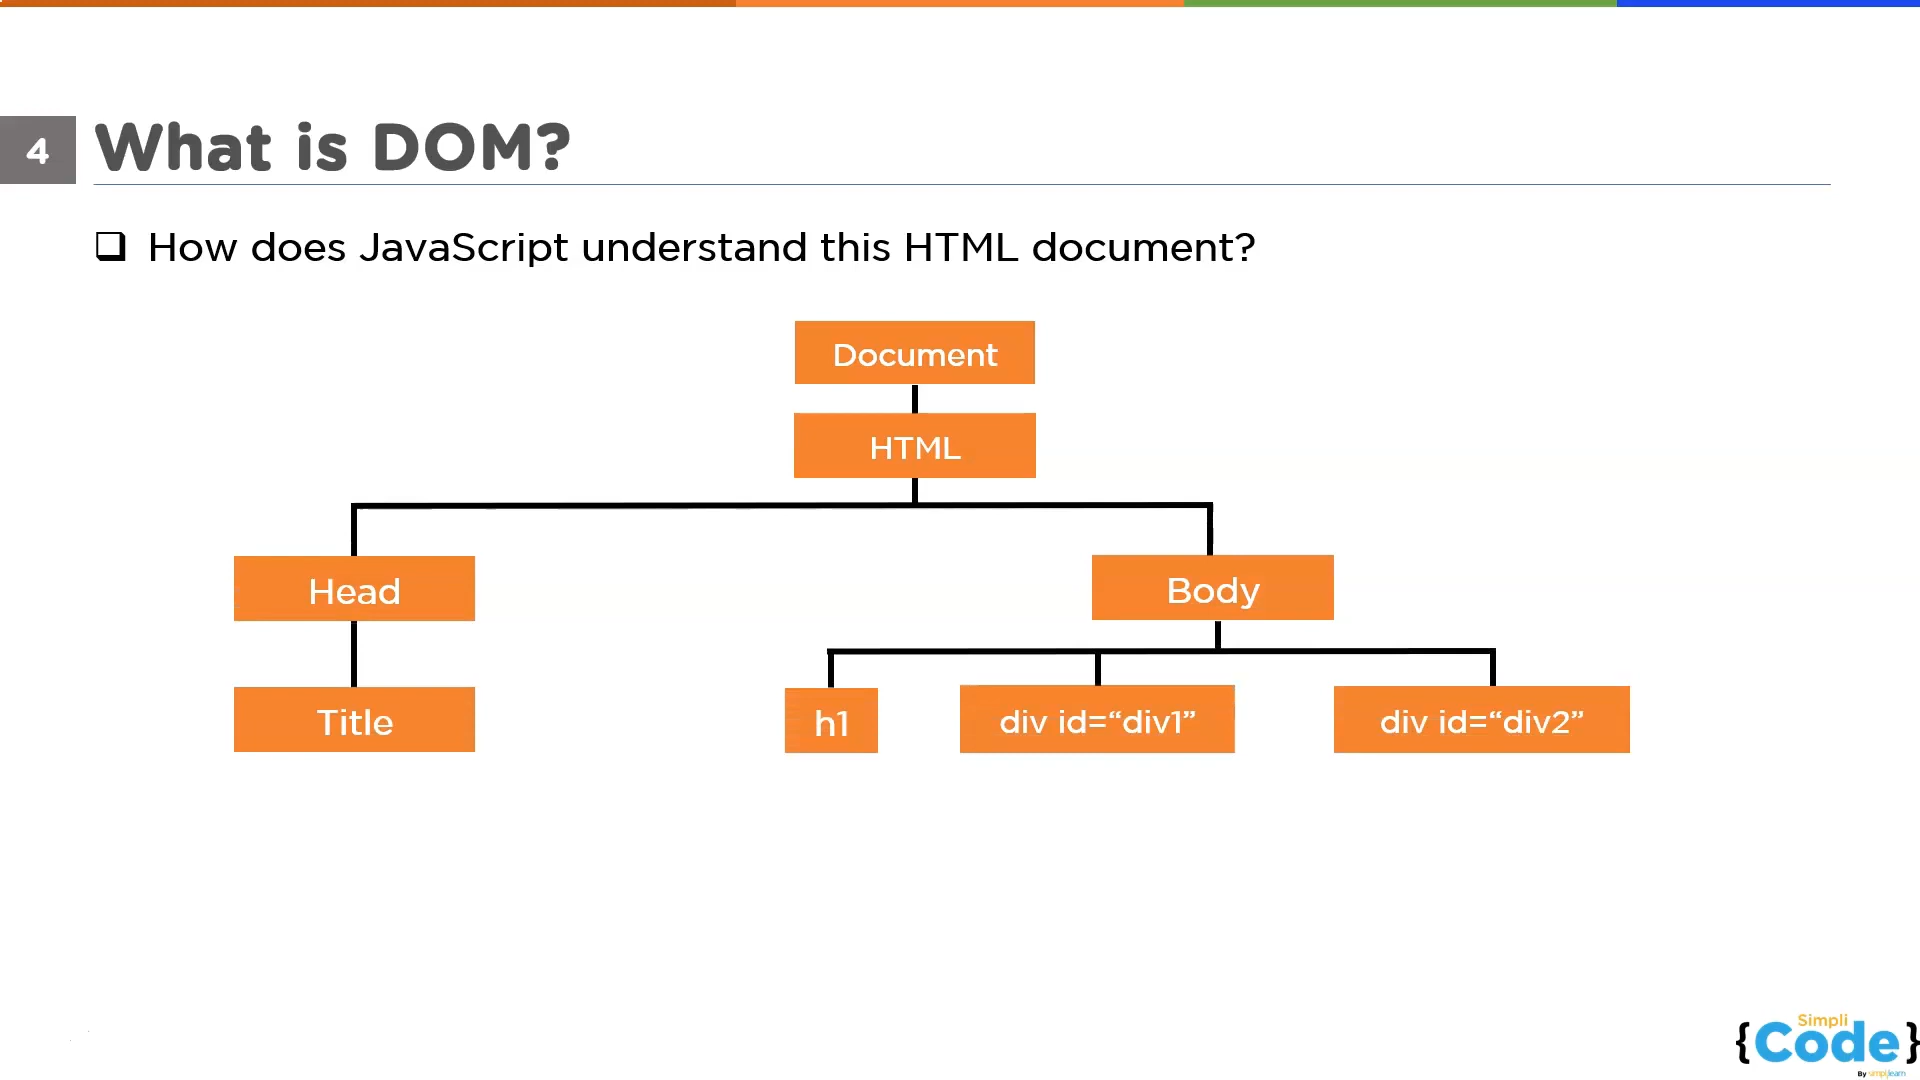 4
What is DOM?
❑ How does JavaScript understand this HTML document?
Document
HTML
Head
Body
Title
h1
div id=“div1”
div id=“div2”
Simpli
{Code}
By simplilearn